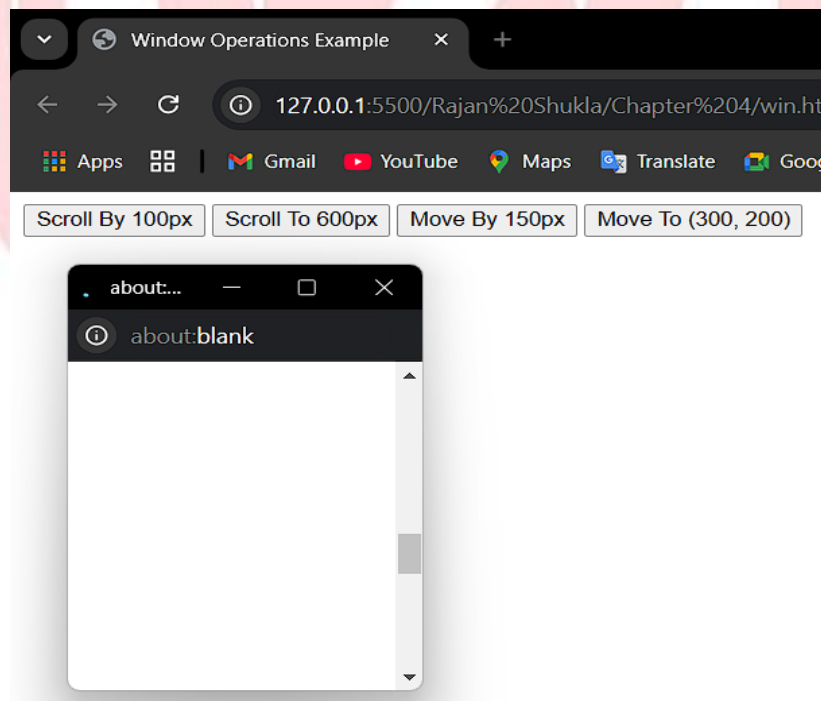 Window Operations Example
127.0.0.1:5500/Rajan%20Shukla/Chapter%204/win.ht
Apps Gmail YouTube Maps Translate Goog
Scroll By 100px Scroll To 600px Move By 150px Move To (300, 200)
about:...
about:blank